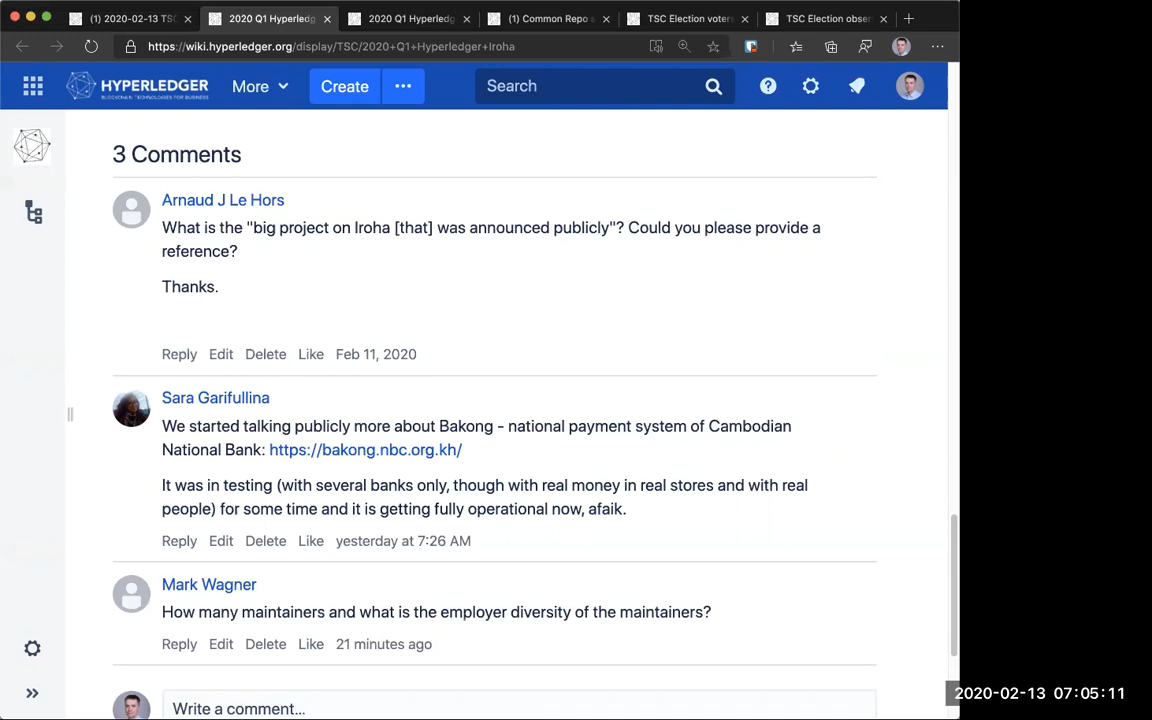 (1) 2020-02-13 TSC
2020 Q1 Hyperledg
2020 Q1 Hyperledg
(1) Common Repo s
TSC Election voters
TSC Election obser
https://wiki.hyperledger.org/display/TSC/2020+Q1+Hyperledger+Iroha
HYPERLEDGER
BLOCKCHAIN TECHNOLOGIES FOR BUSINESS
More
Create
Search
3 Comments
Arnaud J Le Hors
What is the "big project on Iroha [that] was announced publicly"? Could you please provide a
reference?
Thanks.
Reply Edit Delete Like Feb 11, 2020
Sara Garifullina
We started talking publicly more about Bakong - national payment system of Cambodian
National Bank: https://bakong.nbc.org.kh/
It was in testing (with several banks only, though with real money in real stores and with real
people) for some time and it is getting fully operational now, afaik.
Reply Edit Delete Like yesterday at 7:26 AM
Mark Wagner
How many maintainers and what is the employer diversity of the maintainers?
Reply Edit Delete Like 21 minutes ago
Write a comment...
2020-02-13 07:05:11